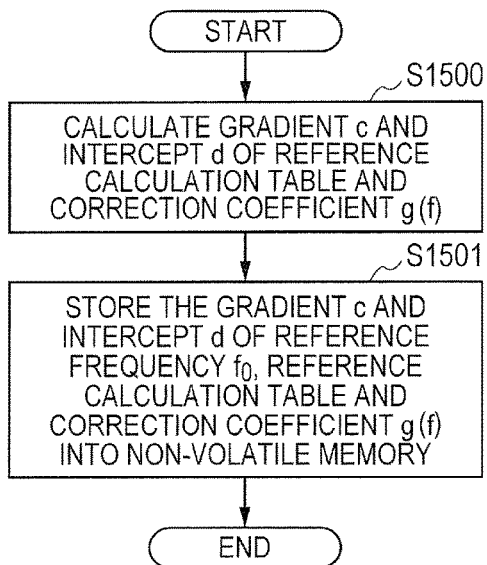 START
S1500
CALCULATE GRADIENT c AND
INTERCEPT d OF REFERENCE
CALCULATION TABLE AND
CORRECTION COEFFICIENT g(f)
S1501
STORE THE GRADIENT c AND
INTERCEPT d OF REFERENCE
FREQUENCY f₀, REFERENCE
CALCULATION TABLE AND
CORRECTION COEFFICIENT g(f)
INTO NON-VOLATILE MEMORY
END